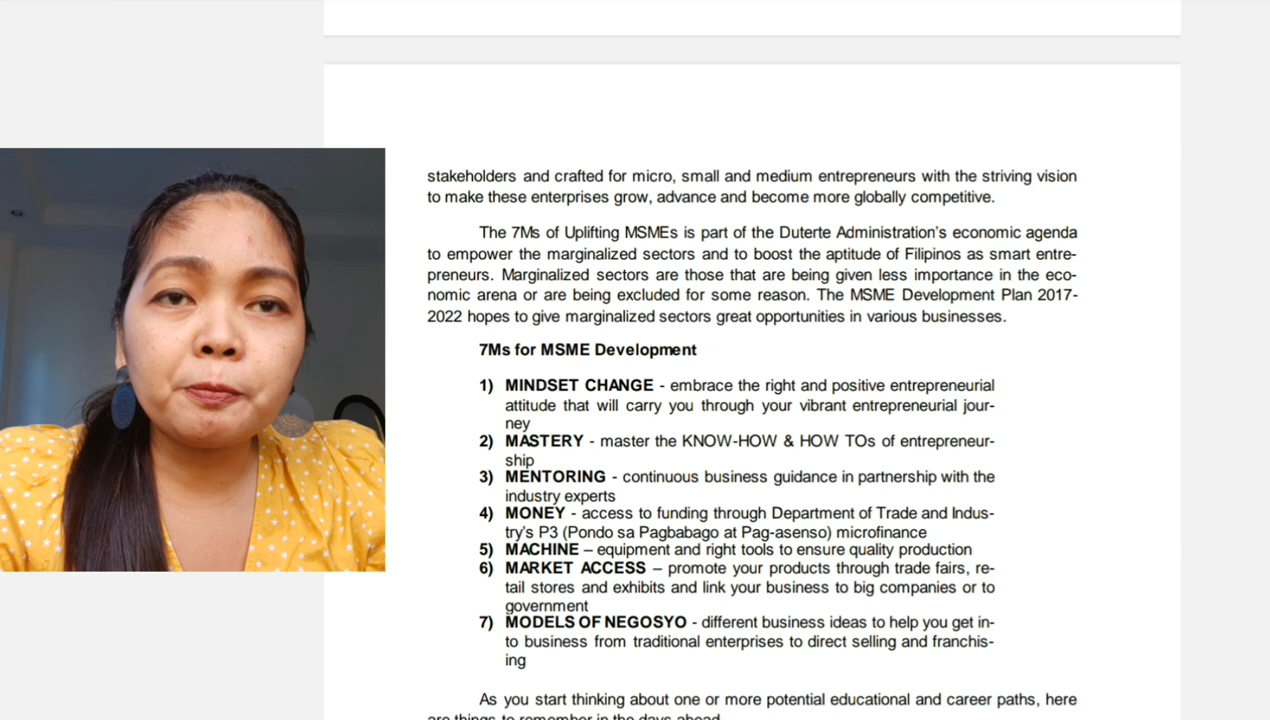 stakeholders and crafted for micro, small and medium entrepreneurs with the striving vision
to make these enterprises grow, advance and become more globally competitive.
The 7Ms of Uplifting MSMEs is part of the Duterte Administration's economic agenda
to empower the marginalized sectors and to boost the aptitude of Filipinos as smart entre-
preneurs. Marginalized sectors are those that are being given less importance in the eco-
nomic arena or are being excluded for some reason. The MSME Development Plan 2017-
2022 hopes to give marginalized sectors great opportunities in various businesses.
7Ms for MSME Development
1) MINDSET CHANGE - embrace the right and positive entrepreneurial
attitude that will carry you through your vibrant entrepreneurial jour-
ney
2) MASTERY - master the KNOW-HOW & HOW TOs of entrepreneur-
ship
3) MENTORING - continuous business guidance in partnership with the
industry experts
4) MONEY - access to funding through Department of Trade and Indus-
try's P3 (Pondo sa Pagbabago at Pag-asenso) microfinance
5) MACHINE – equipment and right tools to ensure quality production
6) MARKET ACCESS – promote your products through trade fairs, re-
tail stores and exhibits and link your business to big companies or to
government
7) MODELS OF NEGOSYO - different business ideas to help you get in-
to business from traditional enterprises to direct selling and franchis-
ing
As you start thinking about one or more potential educational and career paths, here
are things to remember in the days ahead.